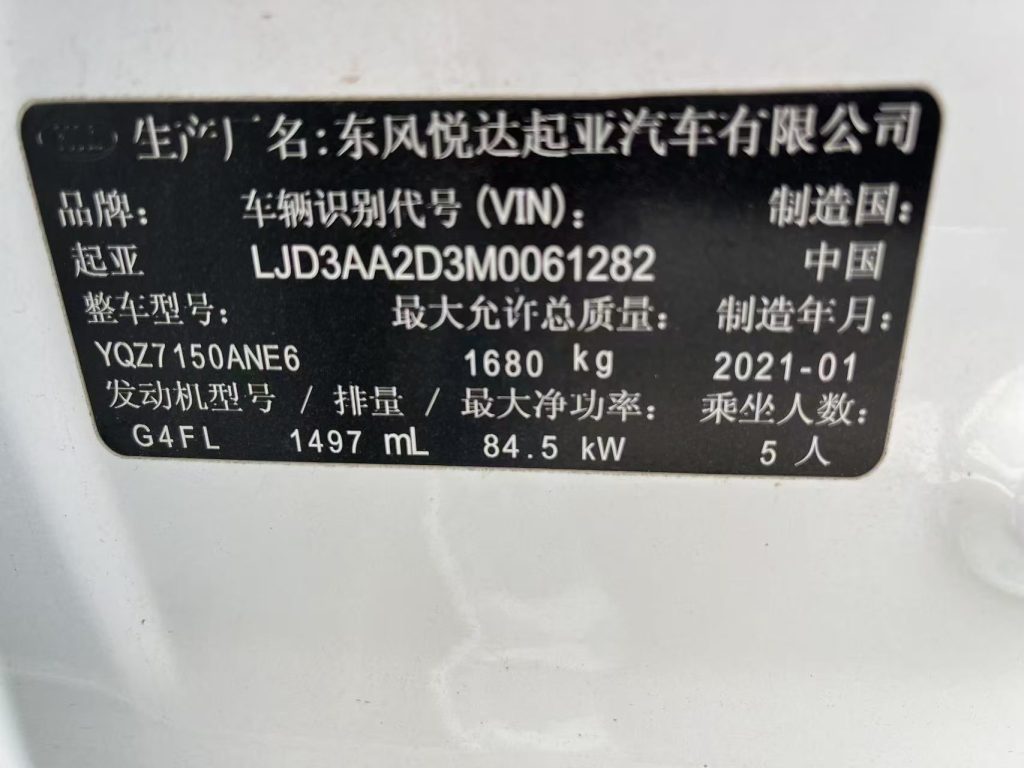 生产厂名:东风悦达起亚汽车有限公司
品牌: 车辆识别代号(VIN): 制造国:
起亚 LJD3AA2D3M0061282 中国
整车型号: 最大允许总质量: 制造年月:
YQZ7150ANE6 1680 kg 2021-01
发动机型号 / 排量 / 最大净功率: 乘坐人数:
G4FL 1497 mL 84.5 kW 5 人